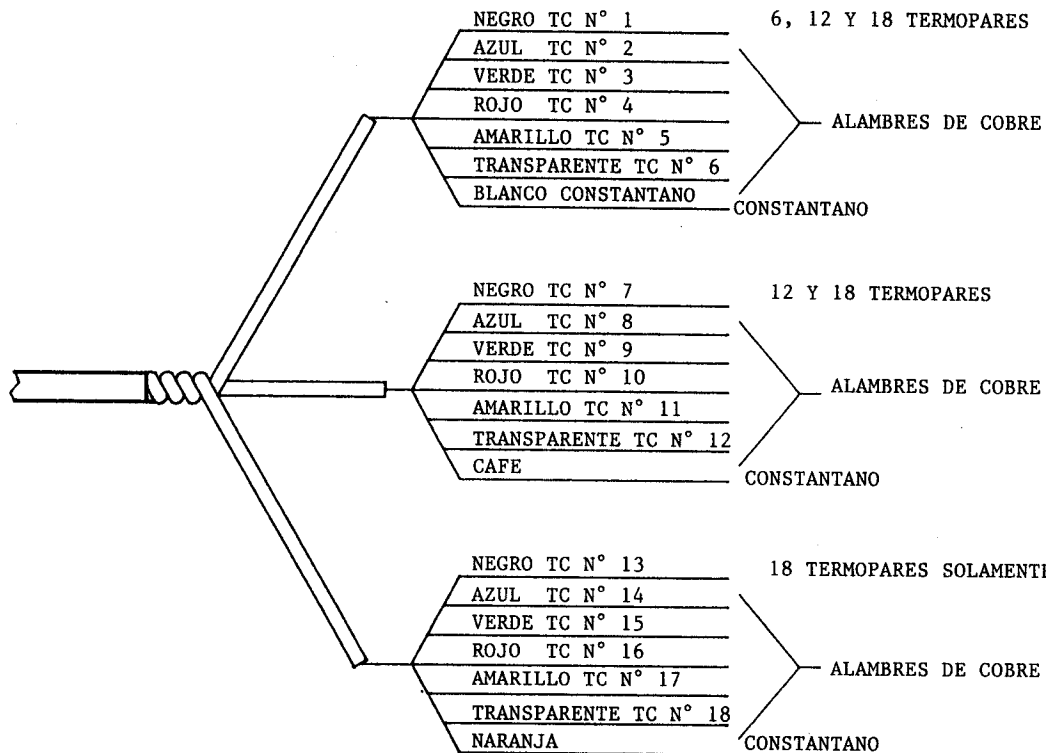 NEGRO TC N° 1
6, 12 Y 18 TERMOPARES
AZUL TC N° 2
VERDE TC N° 3
ROJO TC N° 4
ALAMBRES DE COBRE
AMARILLO TC N° 5
TRANSPARENTE TC N° 6
BLANCO CONSTANTANO
CONSTANTANO
NEGRO TC N° 7
12 Y 18 TERMOPARES
AZUL TC N° 8
VERDE TC N° 9
ROJO TC N° 10
ALAMBRES DE COBRE
AMARILLO TC N° 11
TRANSPARENTE TC N° 12
CAFE
CONSTANTANO
NEGRO TC N° 13
18 TERMOPARES SOLAMENTE
AZUL TC N° 14
VERDE TC N° 15
ROJO TC N° 16
ALAMBRES DE COBRE
AMARILLO TC N° 17
TRANSPARENTE TC N° 18
NARANJA
CONSTANTANO